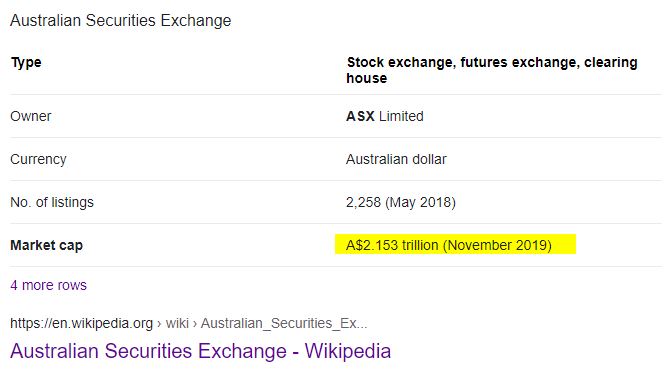 Australian Securities Exchange
Type Stock exchange, futures exchange, clearing
house
Owner ASX Limited
Currency Australian dollar
No. of listings 2,258 (May 2018)
Market cap A$2.153 trillion (November 2019)
4 more rows
https://en.wikipedia.org › wiki › Australian_Securities_Ex...
Australian Securities Exchange - Wikipedia